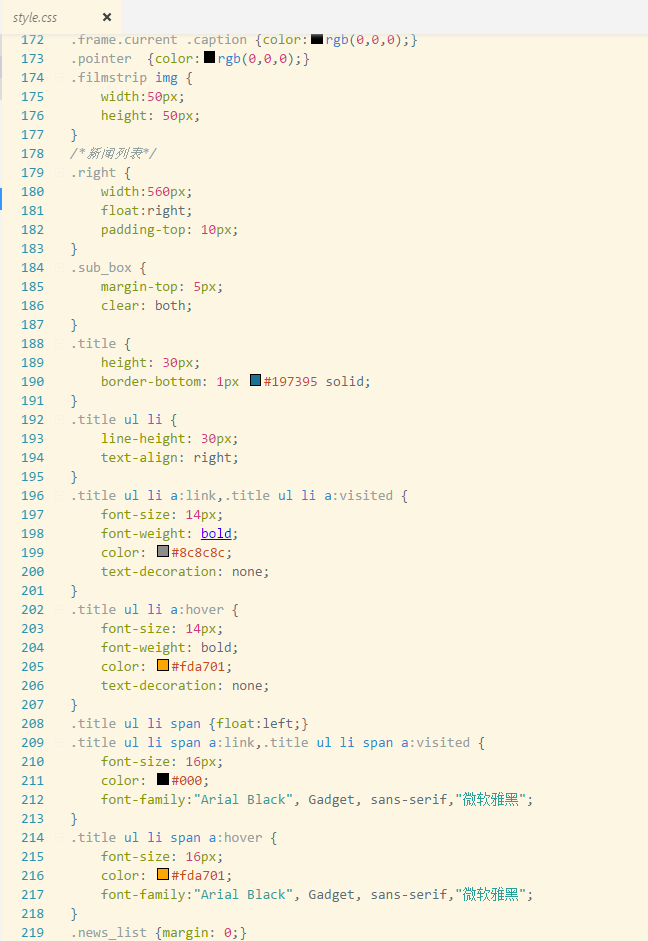 style.css ×
172 .frame.current .caption {color:rgb(0,0,0);}
173 .pointer  {color:rgb(0,0,0);}
174 .filmstrip img {
175     width:50px;
176     height: 50px;
177 }
178 /*新闻列表*/
179 .right {
180     width:560px;
181     float:right;
182     padding-top: 10px;
183 }
184 .sub_box {
185     margin-top: 5px;
186     clear: both;
187 }
188 .title {
189     height: 30px;
190     border-bottom: 1px #197395 solid;
191 }
192 .title ul li {
193     line-height: 30px;
194     text-align: right;
195 }
196 .title ul li a:link,.title ul li a:visited {
197     font-size: 14px;
198     font-weight: bold;
199     color: #8c8c8c;
200     text-decoration: none;
201 }
202 .title ul li a:hover {
203     font-size: 14px;
204     font-weight: bold;
205     color: #fda701;
206     text-decoration: none;
207 }
208 .title ul li span {float:left;}
209 .title ul li span a:link,.title ul li span a:visited {
210     font-size: 16px;
211     color: #000;
212     font-family:"Arial Black", Gadget, sans-serif,"微软雅黑";
213 }
214 .title ul li span a:hover {
215     font-size: 16px;
216     color: #fda701;
217     font-family:"Arial Black", Gadget, sans-serif,"微软雅黑";
218 }
219 .news_list {margin: 0;}